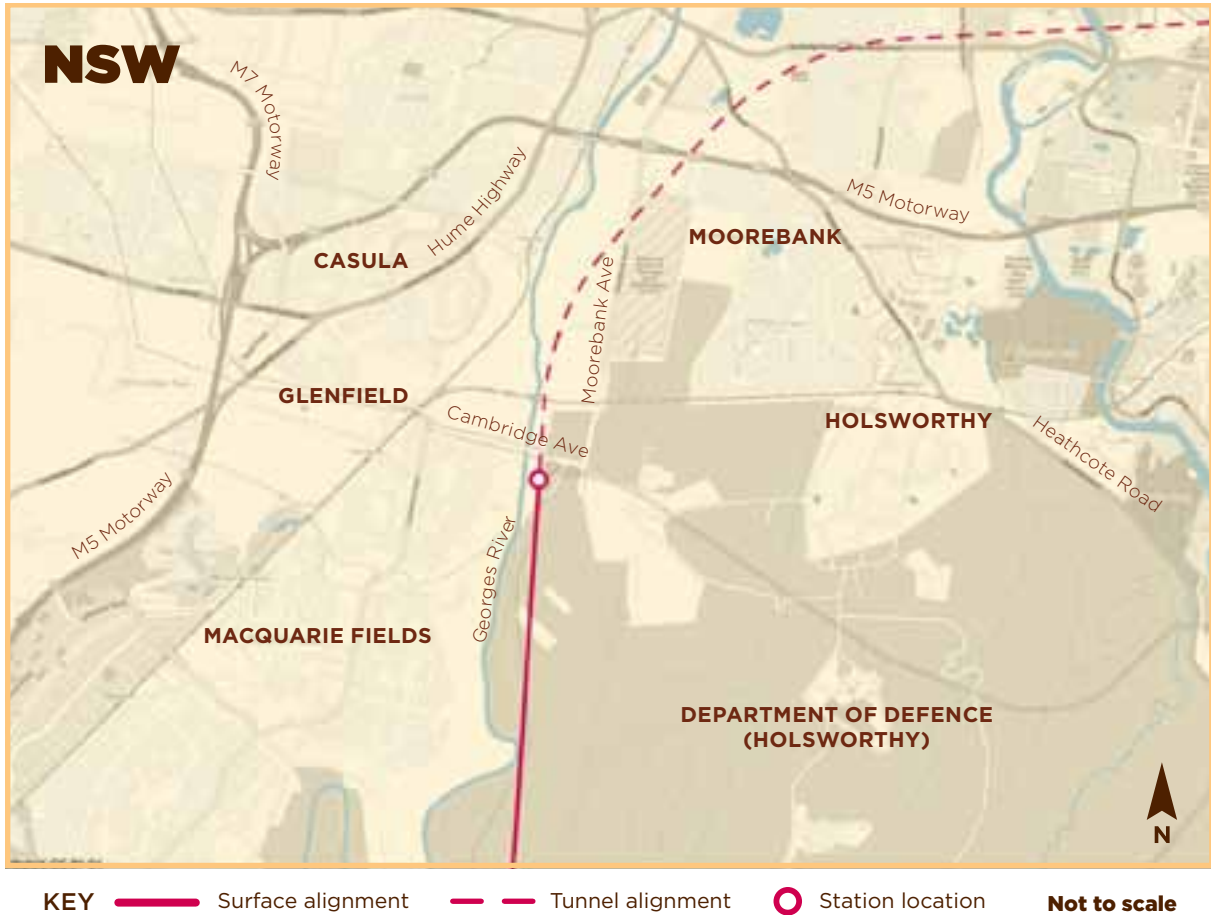 NSW
M7 Motorway
Hume Highway
M5 Motorway
CASULA
MOOREBANK
Moorebank Ave
GLENFIELD
Cambridge Ave
HOLSWORTHY
Heathcote Road
M5 Motorway
Georges River
MACQUARIE FIELDS
DEPARTMENT OF DEFENCE
(HOLSWORTHY)
N
KEY Surface alignment Tunnel alignment Station location Not to scale